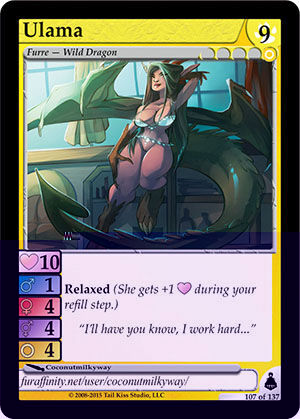 Ulama
9
Furre — Wild Dragon
10
1
4
4
4
Relaxed (She gets +1 during your
refill step.)
“I'll have you know, I work hard...”
Coconutmilkyway
furaffinity.net/user/coconutmilkyway/
107 of 137
© 2008-2015 Tail Kiss Studio, LLC